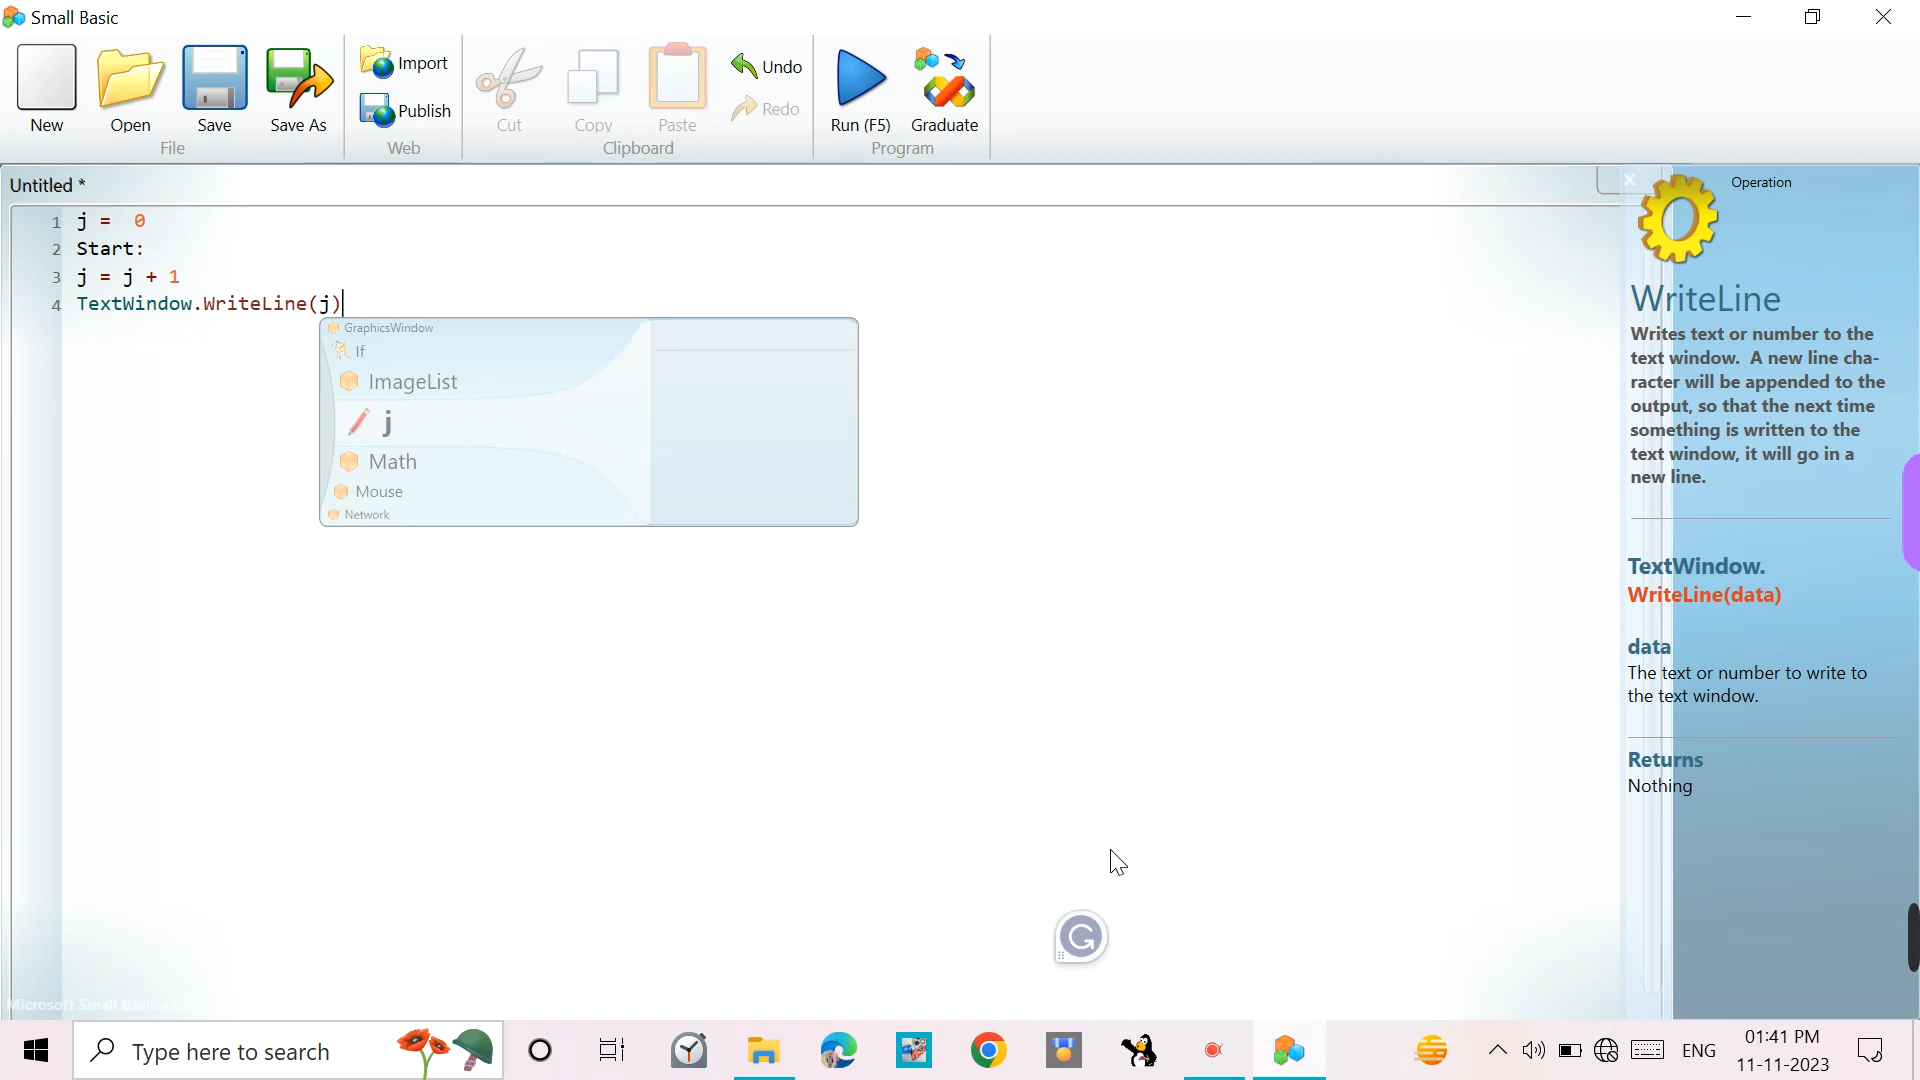 Small Basic
New
Open
Save
Save As
File
Import
Publish
Web
Cut
Copy
Paste
Undo
Redo
Clipboard
Run (F5)
Graduate
Program
Untitled *
1 j =  0
2 Start:
3 j = j + 1
4 TextWindow.WriteLine(j)
GraphicsWindow
If
ImageList
j
Math
Mouse
Network
Operation
WriteLine
Writes text or number to the
text window.  A new line cha-
racter will be appended to the
output, so that the next time
something is written to the
text window, it will go in a
new line.
TextWindow.
WriteLine(data)
data
The text or number to write to
the text window.
Returns
Nothing
Microsoft Small Basic
Type here to search
ENG
01:41 PM
11-11-2023